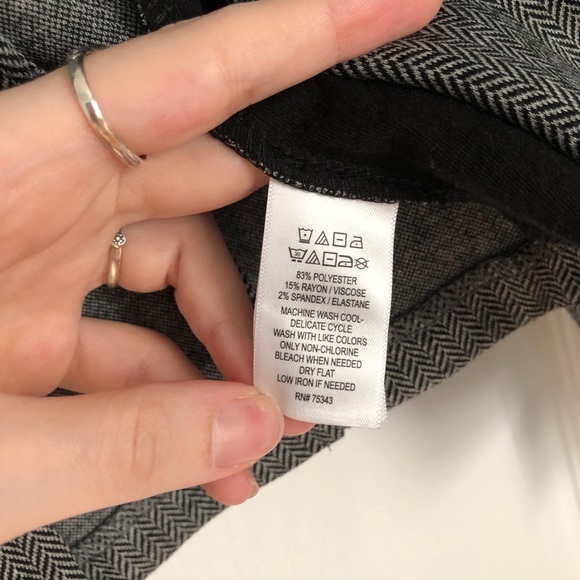 83% POLYESTER
15% RAYON / VISCOSE
2% SPANDEX / ELASTANE
MACHINE WASH COOL-
DELICATE CYCLE
WASH WITH LIKE COLORS
ONLY NON-CHLORINE
BLEACH WHEN NEEDED
DRY FLAT
LOW IRON IF NEEDED
RN# 75343